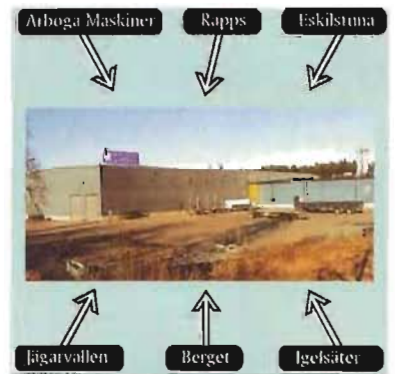 Arboga Maskiner
Rapps
Eskilstuna
Jägarvallen
Berget
Igelsäter